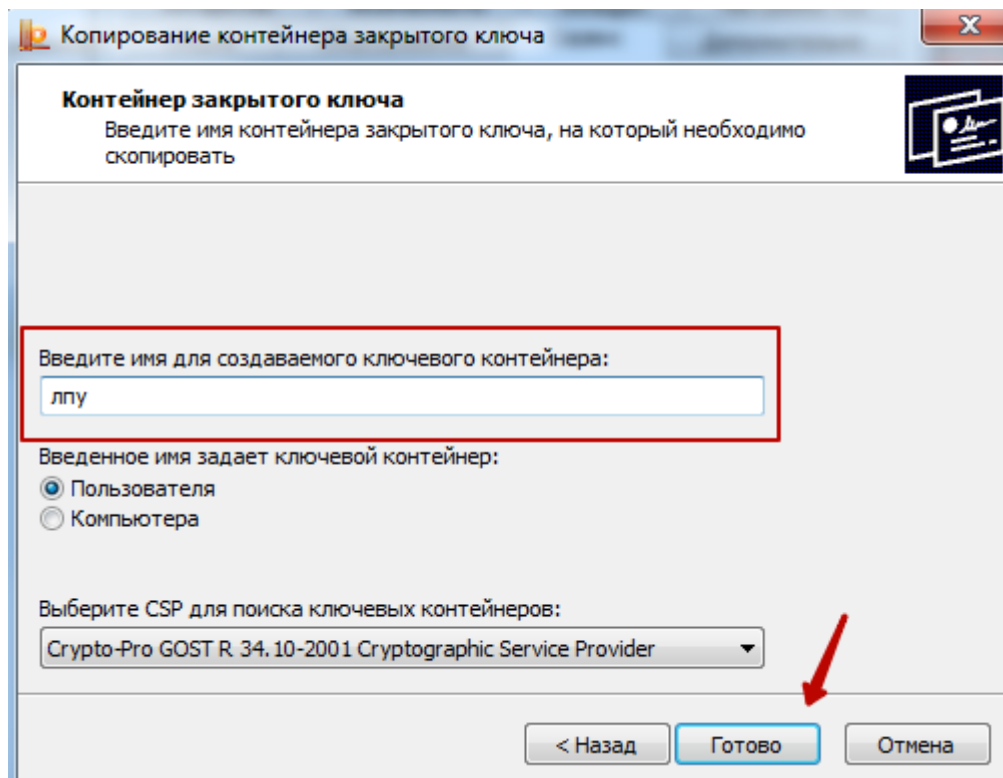 Копирование контейнера закрытого ключа
Контейнер закрытого ключа
Введите имя контейнера закрытого ключа, на который необходимо
скопировать
Введите имя для создаваемого ключевого контейнера:
лпу
Введенное имя задает ключевой контейнер:
Пользователя
Компьютера
Выберите CSP для поиска ключевых контейнеров:
Crypto-Pro GOST R 34.10-2001 Cryptographic Service Provider
< Назад Готово Отмена